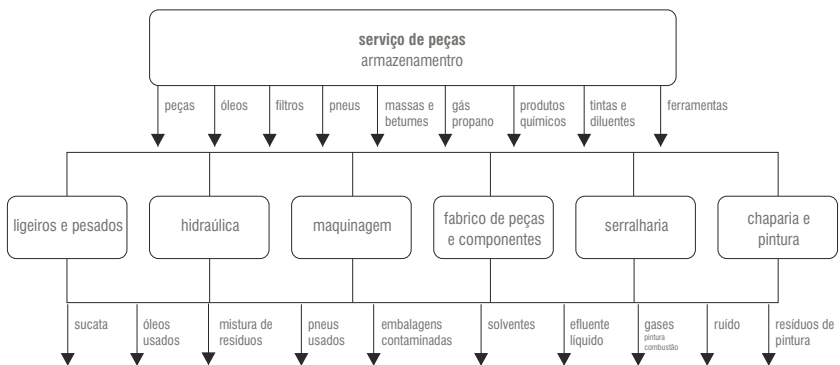 serviço de peças
armazenamento
peças
óleos
filtros
pneus
massas e
betumes
gás
propano
produtos
químicos
tintas e
diluentes
ferramentas
ligeiros e pesados
hidraúlica
maquinagem
fabrico de peças
e componentes
serralharia
chaparia e
pintura
sucata
óleos
usados
mistura de
resíduos
pneus
usados
embalagens
contaminadas
solventes
efluente
líquido
gases
pintura
combustão
ruído
resíduos de
pintura